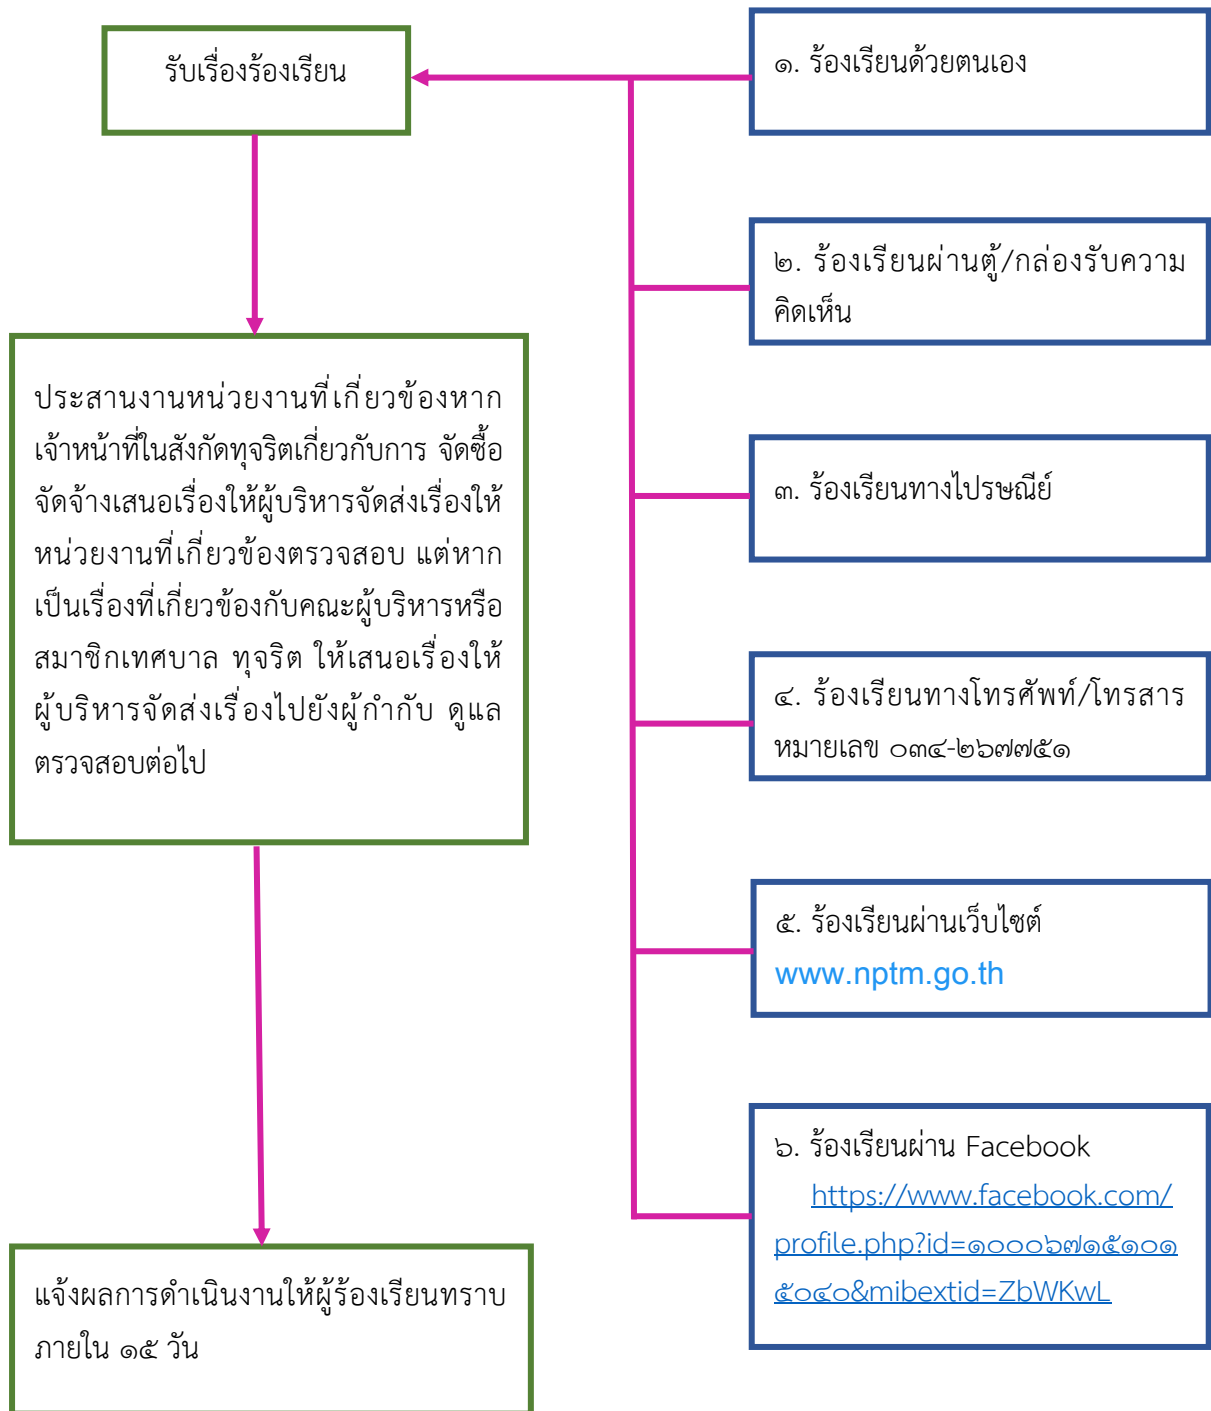 รับเรื่องร้องเรียน
ประสานงานหน่วยงานที่เกี่ยวข้องหาก
เจ้าหน้าที่ในสังกัดทุจริตเกี่ยวกับการ จัดซื้อ
จัดจ้างเสนอเรื่องให้ผู้บริหารจัดส่งเรื่องให้
หน่วยงานที่เกี่ยวข้องตรวจสอบ แต่หาก
เป็นเรื่องที่เกี่ยวข้องกับคณะผู้บริหารหรือ
สมาชิกเทศบาล ทุจริต ให้เสนอเรื่องให้
ผู้บริหารจัดส่งเรื่องไปยังผู้กำกับ ดูแล
ตรวจสอบต่อไป
แจ้งผลการดำเนินงานให้ผู้ร้องเรียนทราบ
ภายใน ๑๕ วัน
๑. ร้องเรียนด้วยตนเอง
๒. ร้องเรียนผ่านตู้/กล่องรับความ
คิดเห็น
๓. ร้องเรียนทางไปรษณีย์
๔. ร้องเรียนทางโทรศัพท์/โทรสาร
หมายเลข ๐๓๔-๒๖๗๗๕๑
๕. ร้องเรียนผ่านเว็บไซต์
www.nptm.go.th
๖. ร้องเรียนผ่าน Facebook
https://www.facebook.com/
profile.php?id=๑๐๐๐๖๗๑๕๑๐๑
๕๐๔๐&mibextid=ZbWKwL